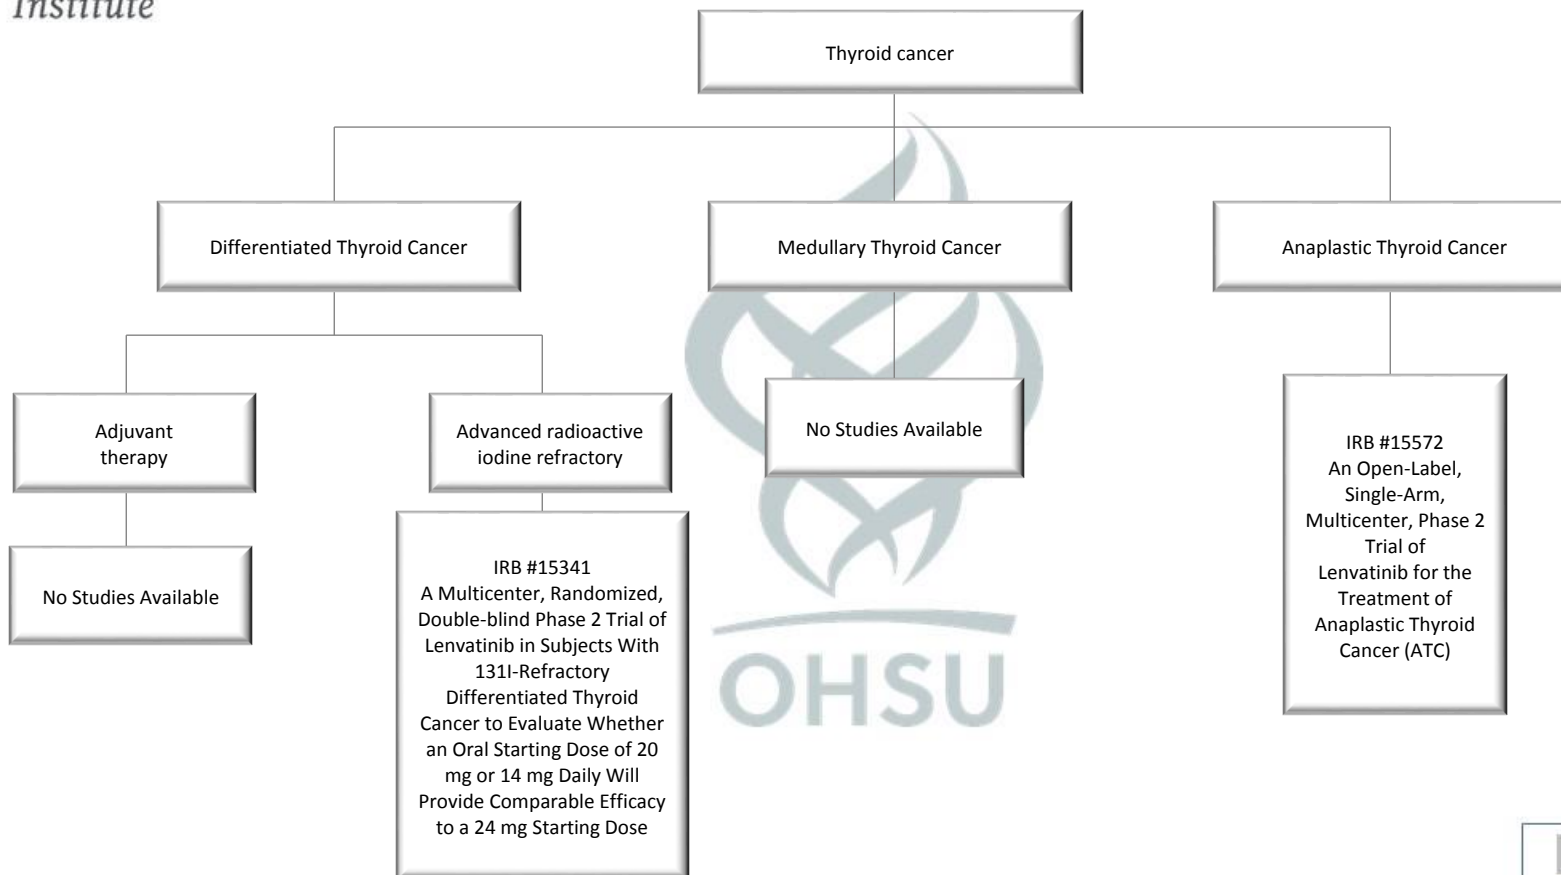 Institute
Thyroid cancer
Differentiated Thyroid Cancer
Medullary Thyroid Cancer
Anaplastic Thyroid Cancer
Adjuvant
therapy
Advanced radioactive
iodine refractory
No Studies Available
No Studies Available
IRB #15341
A Multicenter, Randomized,
Double-blind Phase 2 Trial of
Lenvatinib in Subjects With
131I-Refractory
Differentiated Thyroid
Cancer to Evaluate Whether
an Oral Starting Dose of 20
mg or 14 mg Daily Will
Provide Comparable Efficacy
to a 24 mg Starting Dose
IRB #15572
An Open-Label,
Single-Arm,
Multicenter, Phase 2
Trial of
Lenvatinib for the
Treatment of
Anaplastic Thyroid
Cancer (ATC)
OHSU